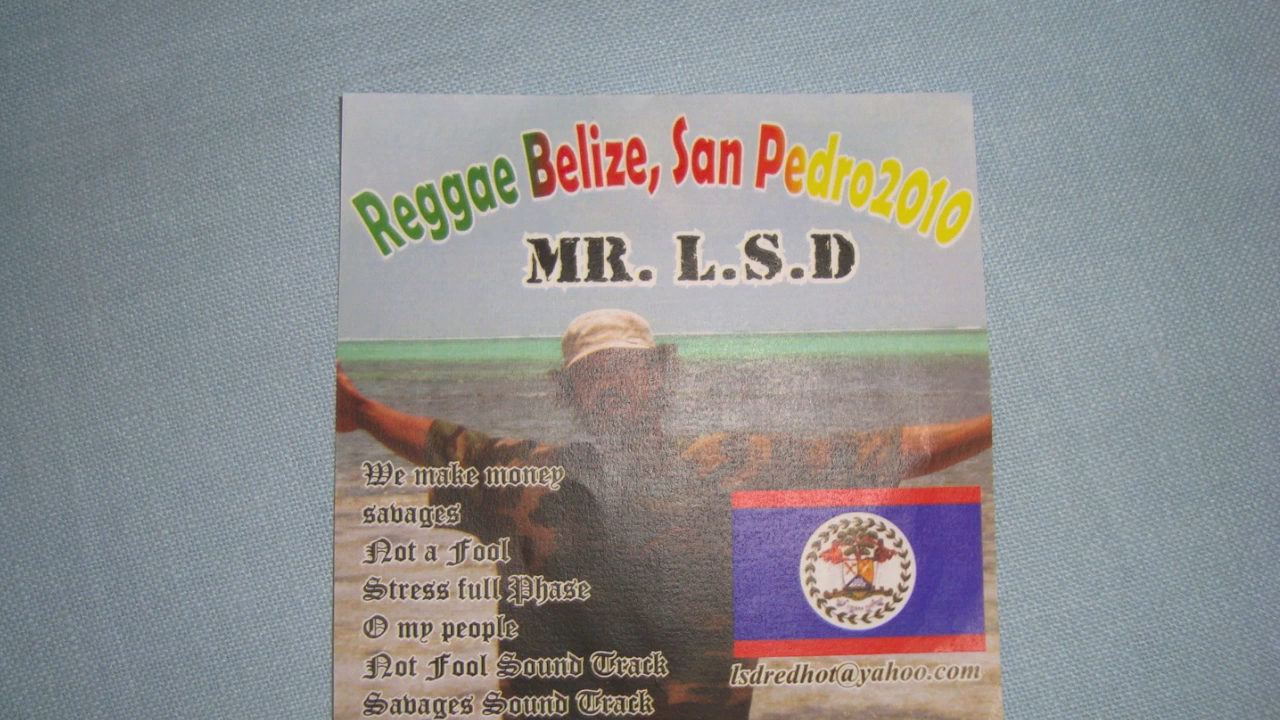 Reggae Belize, San Pedro2010
MR. L.S.D
We make money
savages
Not a Fool
Stress full Phase
O my people
Not Fool Sound Track
Savages Sound Track
lsdredhot@yahoo.com